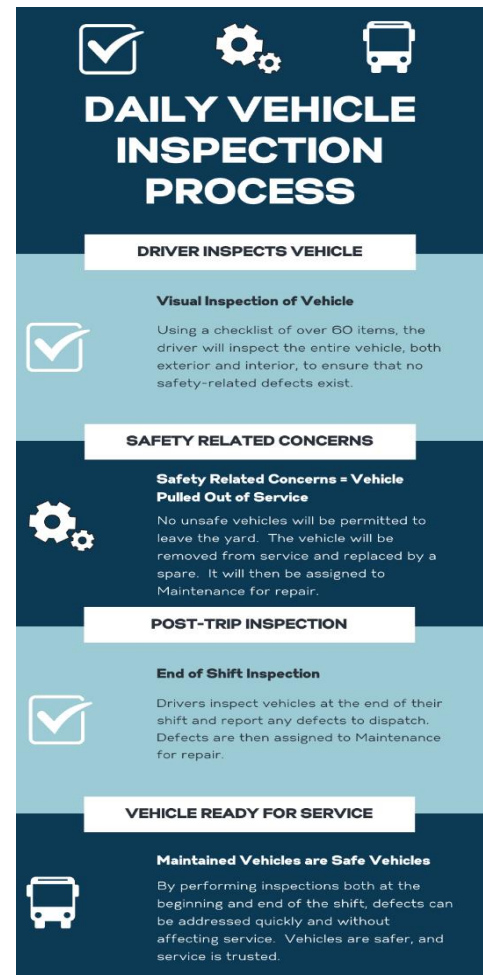 DAILY VEHICLE
INSPECTION
PROCESS
DRIVER INSPECTS VEHICLE
Visual Inspection of Vehicle
Using a checklist of over 60 items, the
driver will inspect the entire vehicle, both
exterior and interior, to ensure that no
safety-related defects exist.
SAFETY RELATED CONCERNS
Safety Related Concerns = Vehicle
Pulled Out of Service
No unsafe vehicles will be permitted to
leave the yard. The vehicle will be
removed from service and replaced by a
spare. It will then be assigned to
Maintenance for repair.
POST-TRIP INSPECTION
End of Shift Inspection
Drivers inspect vehicles at the end of their
shift and report any defects to dispatch.
Defects are then assigned to Maintenance
for repair.
VEHICLE READY FOR SERVICE
Maintained Vehicles are Safe Vehicles
By performing inspections both at the
beginning and end of the shift, defects can
be addressed quickly and without
affecting service. Vehicles are safer, and
service is trusted.